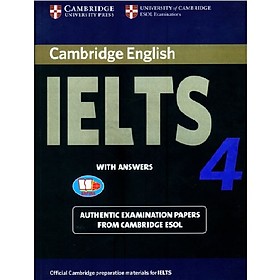 CAMBRIDGE
UNIVERSITY PRESS
UNIVERSITY of CAMBRIDGE
ESOL Examinations
Cambridge English
IELTS 4
WITH ANSWERS
AUTHENTIC EXAMINATION PAPERS
FROM CAMBRIDGE ESOL
Official Cambridge preparation materials for IELTS